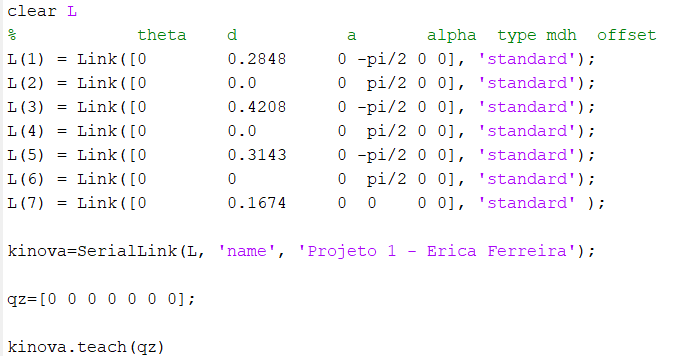 clear L
%            theta    d           a       alpha  type mdh  offset
L(1) = Link([0        0.2848     0 -pi/2 0 0], 'standard');
L(2) = Link([0        0.0        0  pi/2 0 0], 'standard');
L(3) = Link([0        0.4208     0 -pi/2 0 0], 'standard');
L(4) = Link([0        0.0        0  pi/2 0 0], 'standard');
L(5) = Link([0        0.3143     0 -pi/2 0 0], 'standard');
L(6) = Link([0        0          0  pi/2 0 0], 'standard');
L(7) = Link([0        0.1674     0  0    0 0], 'standard' );
kinova=SerialLink(L, 'name', 'Projeto 1 - Erica Ferreira');
qz=[0 0 0 0 0 0 0];
kinova.teach(qz)